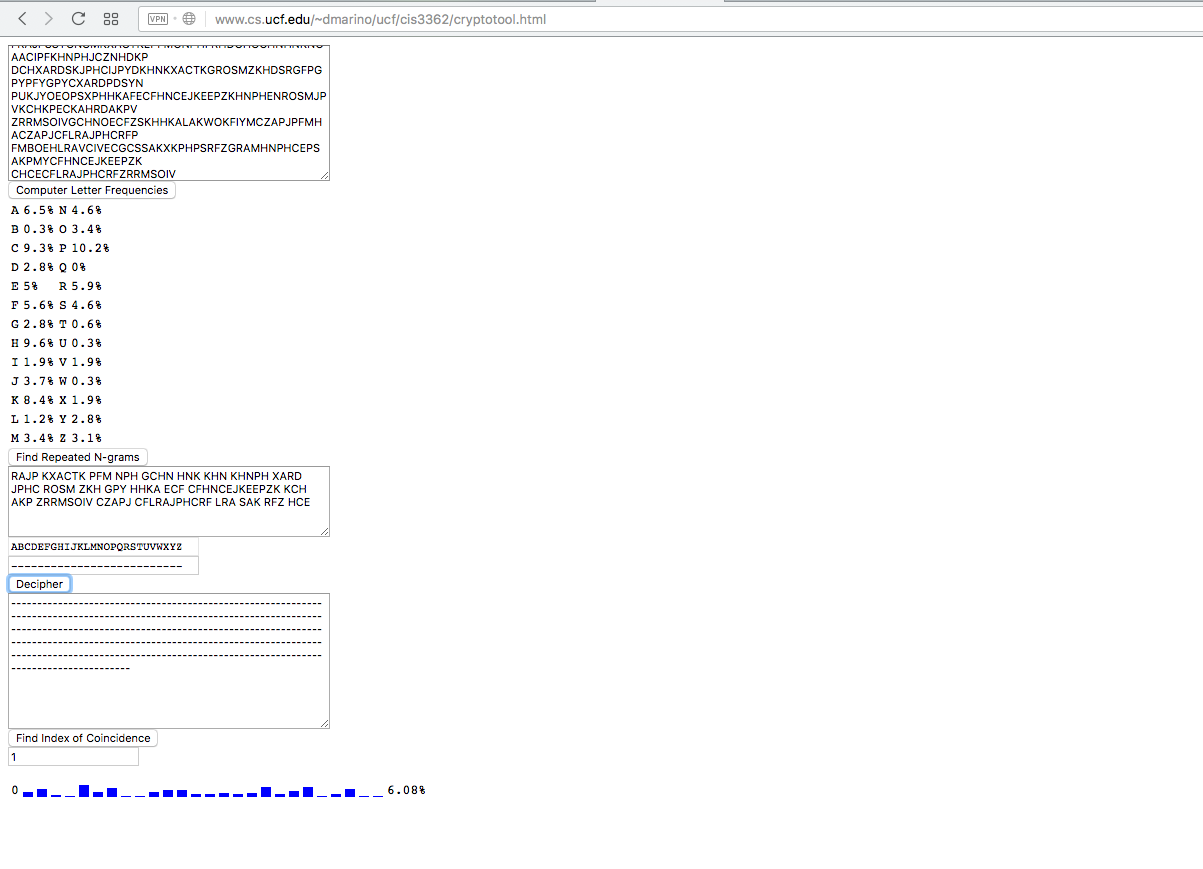 VPN www.cs.ucf.edu/~dmarino/ucf/cis3362/cryptotool.html
AACIPFKHNPHJCZNHDKP
DCHXARDSKJPHCIJPYDKHNKXACTKGROSMZKHDSRGFPG
PYPFYGPYCXARDPDSYN
PUKJYOEOPSXPHHKAFECFHNCEJKEEPZKHNPHENROSMJP
VKCHKPECKAHRDAKPV
ZRRMSOIVGCHNOECFZSKHHKALAKWOKFIYMCZAPJPFMH
ACZAPJCFLRAJPHCRFP
FMBOEHLRAVCIVECGCSSAKXKPHPSRFZGRAMHNPHCEPS
AKPMYCFHNCEJKEEPZK
CHCECFLRAJPHCRFZRRMSOIV
Computer Letter Frequencies
A 6.5% N 4.6%
B 0.3% O 3.4%
C 9.3% P 10.2%
D 2.8% Q 0%
E 5% R 5.9%
F 5.6% S 4.6%
G 2.8% T 0.6%
H 9.6% U 0.3%
I 1.9% V 1.9%
J 3.7% W 0.3%
K 8.4% X 1.9%
L 1.2% Y 2.8%
M 3.4% Z 3.1%
Find Repeated N-grams
RAJP KXACTK PFM NPH GCHN HNK KHN KHNPH XARD
JPHC ROSM ZKH GPY HHKA ECF CFHNCEJKEEPZK KCH
AKP ZRRMSOIV CZAPJ CFLRAJPHCRF LRA SAK RFZ HCE
ABCDEFGHIJKLMNOPQRSTUVWXYZ
--------------------------
Decipher
Find Index of Coincidence
1
0 6.08%